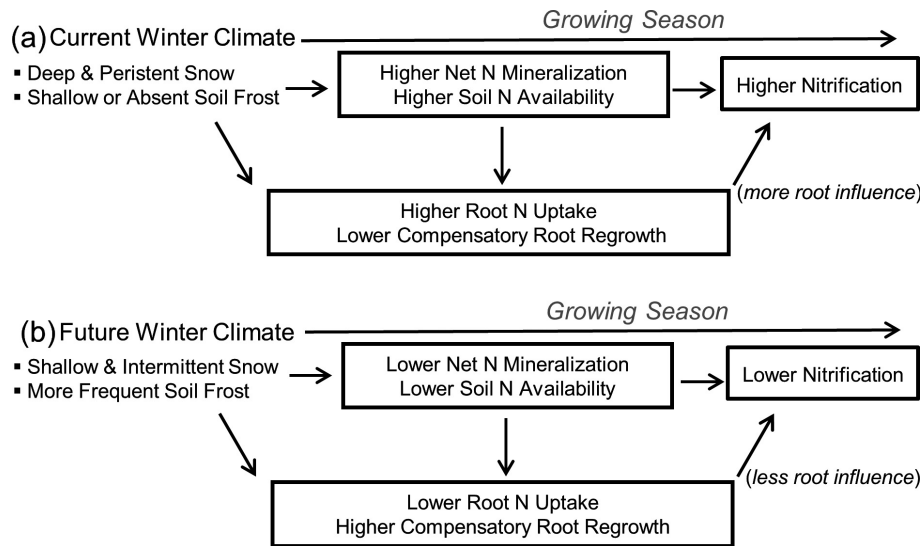 Growing Season
(a) Current Winter Climate
▪ Deep & Peristent Snow
▪ Shallow or Absent Soil Frost
Higher Net N Mineralization
Higher Soil N Availability
Higher Nitrification
(more root influence)
Higher Root N Uptake
Lower Compensatory Root Regrowth
Growing Season
(b) Future Winter Climate
▪ Shallow & Intermittent Snow
▪ More Frequent Soil Frost
Lower Net N Mineralization
Lower Soil N Availability
Lower Nitrification
(less root influence)
Lower Root N Uptake
Higher Compensatory Root Regrowth